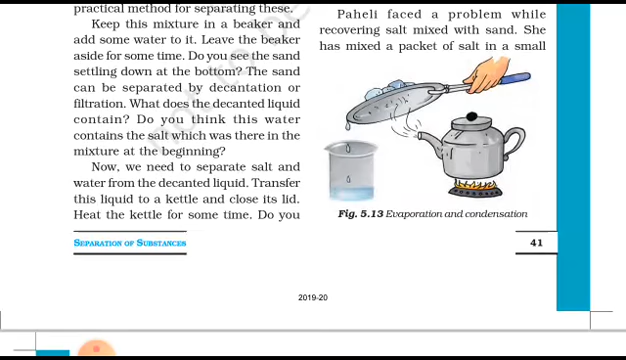 practical method for separating these.
Keep this mixture in a beaker and
add some water to it. Leave the beaker
aside for some time. Do you see the sand
settling down at the bottom? The sand
can be separated by decantation or
filtration. What does the decanted liquid
contain? Do you think this water
contains the salt which was there in the
mixture at the beginning?
Now, we need to separate salt and
water from the decanted liquid. Transfer
this liquid to a kettle and close its lid.
Heat the kettle for some time. Do you
Paheli faced a problem while
recovering salt mixed with sand. She
has mixed a packet of salt in a small
Fig. 5.13 Evaporation and condensation
SEPARATION OF SUBSTANCES
41
2019-20